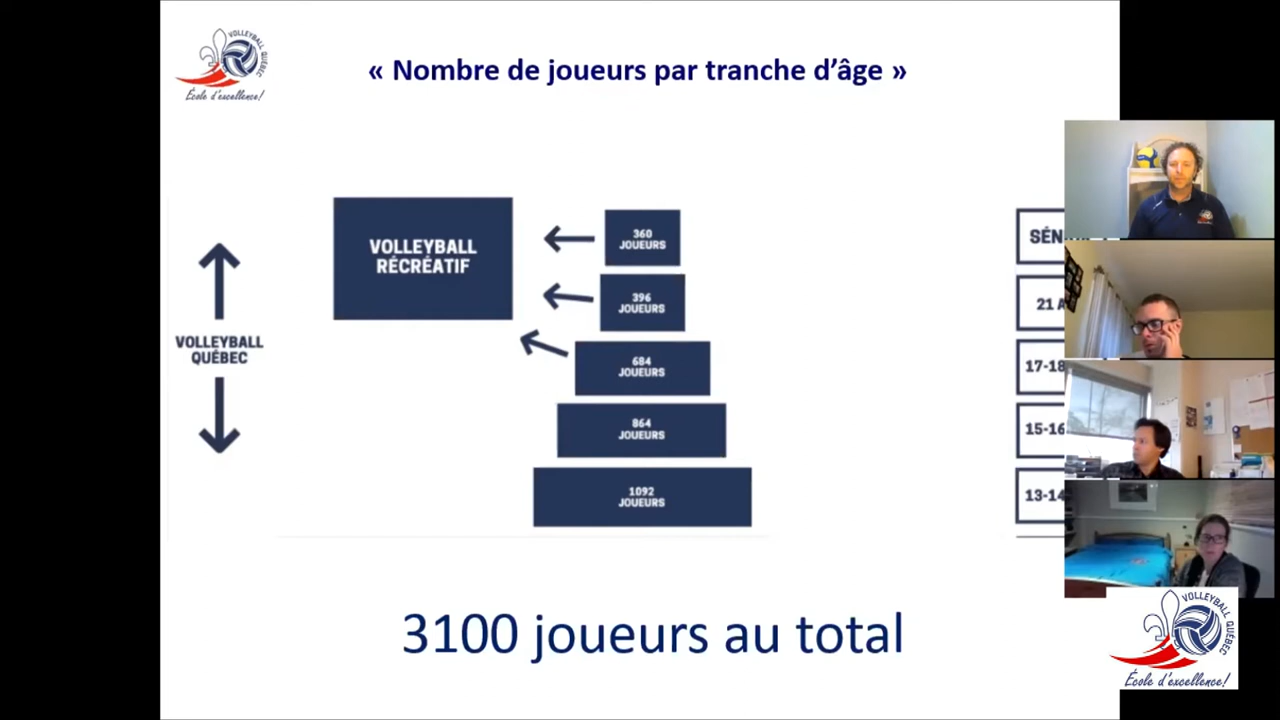 VOLLEYBALL QUÉBEC
École d'excellence!
« Nombre de joueurs par tranche d'âge »
VOLLEYBALL
QUÉBEC
VOLLEYBALL
RÉCRÉATIF
360
JOUEURS
396
JOUEURS
684
JOUEURS
864
JOUEURS
1092
JOUEURS
SÉN
21 A
17-18
15-16
13-14
3100 joueurs au total
VOLLEYBALL QUÉBEC
École d'excellence!